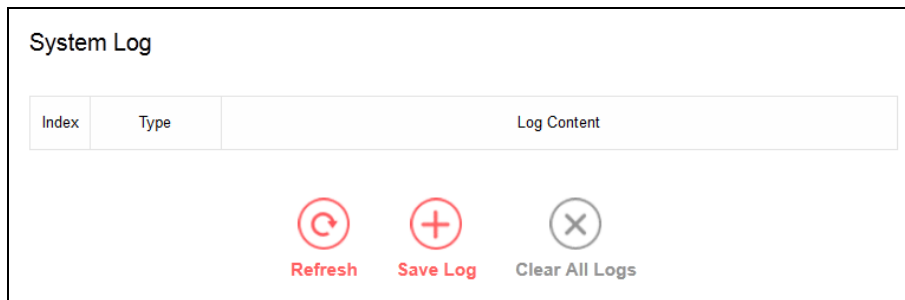 System Log
Index Type Log Content
Refresh Save Log Clear All Logs